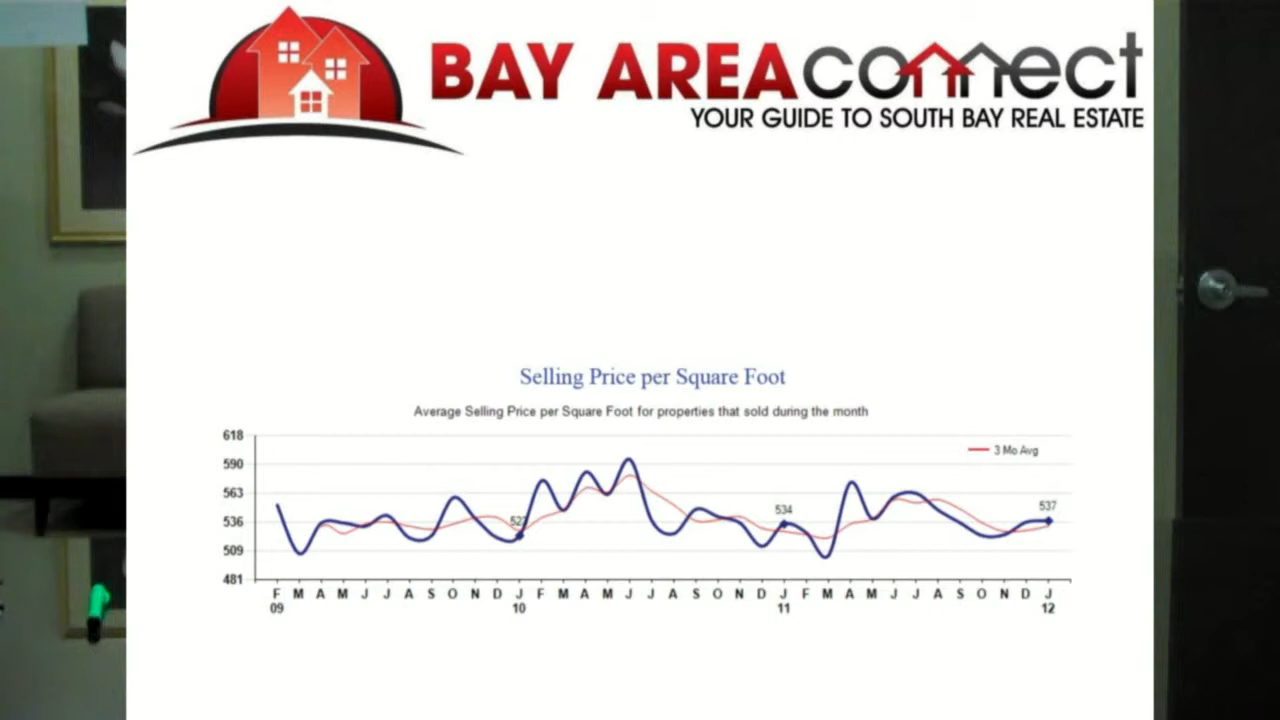 BAY AREA connect
YOUR GUIDE TO SOUTH BAY REAL ESTATE
Selling Price per Square Foot
Average Selling Price per Square Foot for properties that sold during the month
618
590
563
536
509
481
3 Mo Avg
534
537
F M A M J J A S O N D J F M A M J J A S O N D J F M A M J J A S O N D J
09 10 11 12